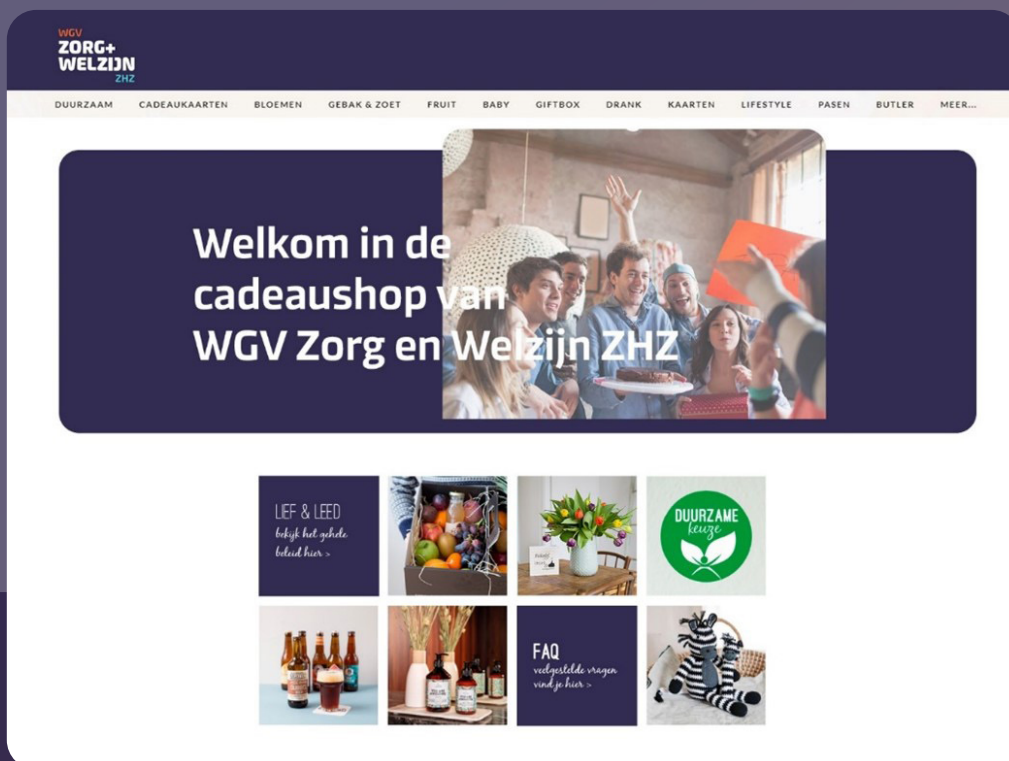 WGV
ZORG+
WELZIJN
ZHZ
DUURZAAM CADEAUKAARTEN BLOEMEN GEBAK & ZOET FRUIT BABY GIFTBOX DRANK KAARTEN LIFESTYLE PASEN BUTLER MEER...
Welkom in de
cadeaushop van
WGV Zorg en Welzijn ZHZ
LIEF & LEED
bekijk het gehele
beleid hier >
DUURZAME
keuze
FAQ
veelgestelde vragen
vind je hier >